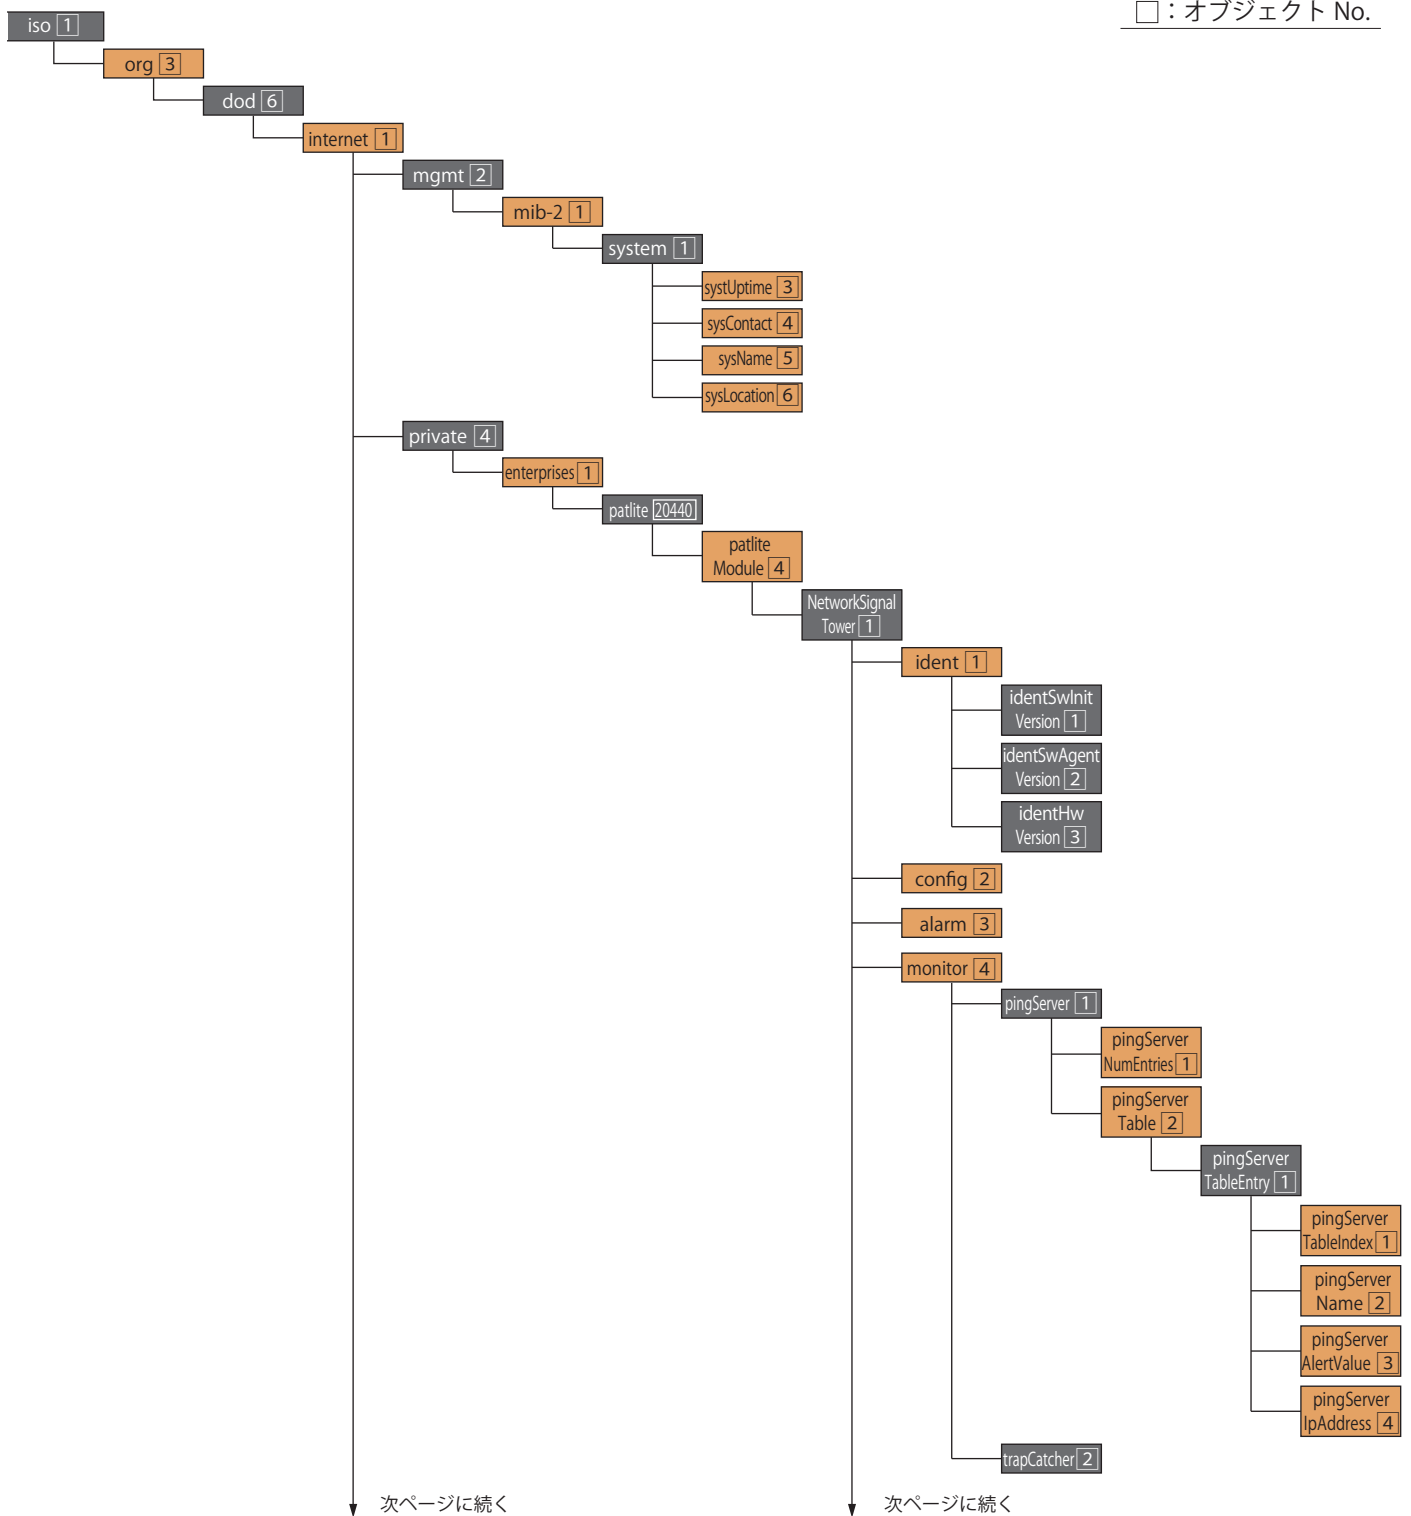 □：オブジェクト No.
iso 1
org 3
dod 6
internet 1
mgmt 2
mib-2 1
system 1
systUptime 3
sysContact 4
sysName 5
sysLocation 6
private 4
enterprises 1
patlite 20440
patlite
Module 4
NetworkSignal
Tower 1
ident 1
identSwInit
Version 1
identSwAgent
Version 2
identHw
Version 3
config 2
alarm 3
monitor 4
pingServer 1
pingServer
NumEntries 1
pingServer
Table 2
pingServer
TableEntry 1
pingServer
TableIndex 1
pingServer
Name 2
pingServer
AlertValue 3
pingServer
IpAddress 4
trapCatcher 2
次ページに続く
次ページに続く